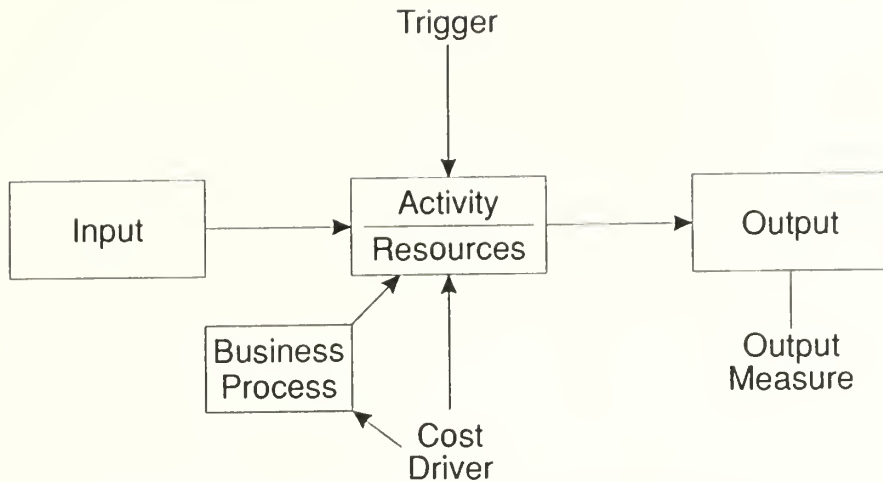 Trigger
Input
Activity
Resources
Output
Business
Process
Output
Measure
Cost
Driver